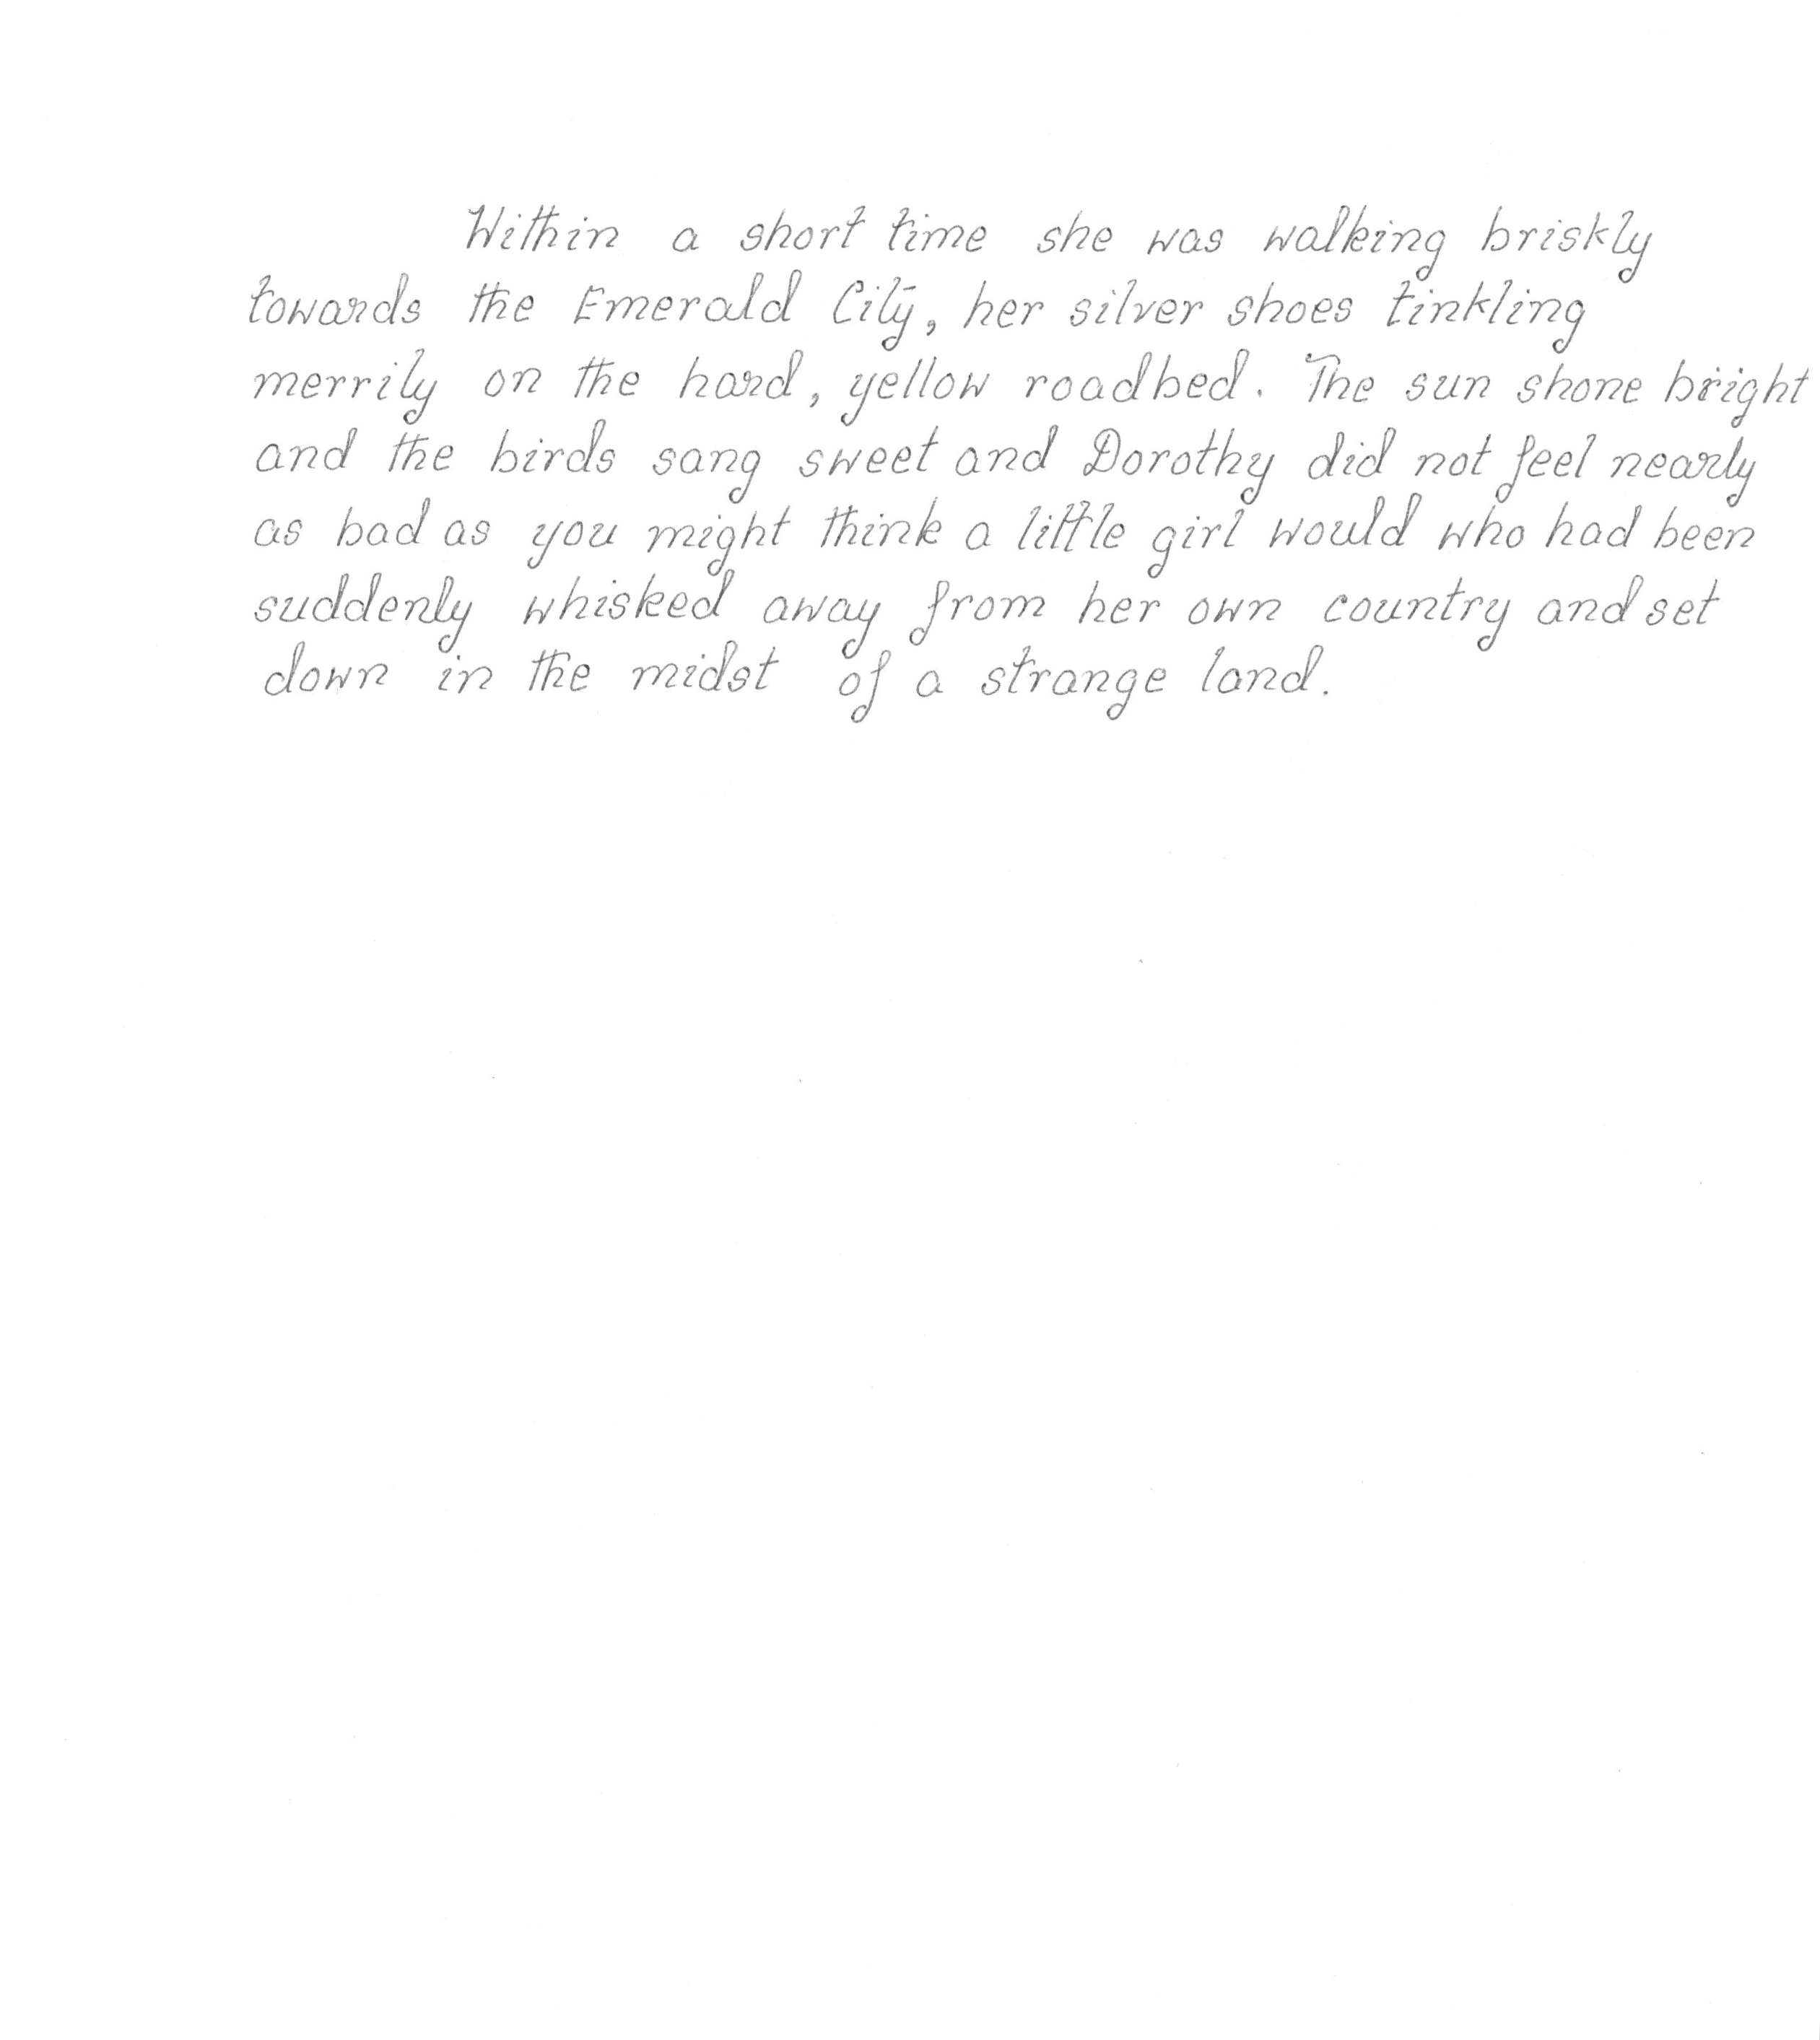 Within a short time she was walking briskly
towards the Emerald City, her silver shoes tinkling
merrily on the hard, yellow roadbed. The sun shone bright
and the birds sang sweet and Dorothy did not feel nearly
as bad as you might think a little girl would who had been
suddenly whisked away from her own country and set
down in the midst of a strange land.